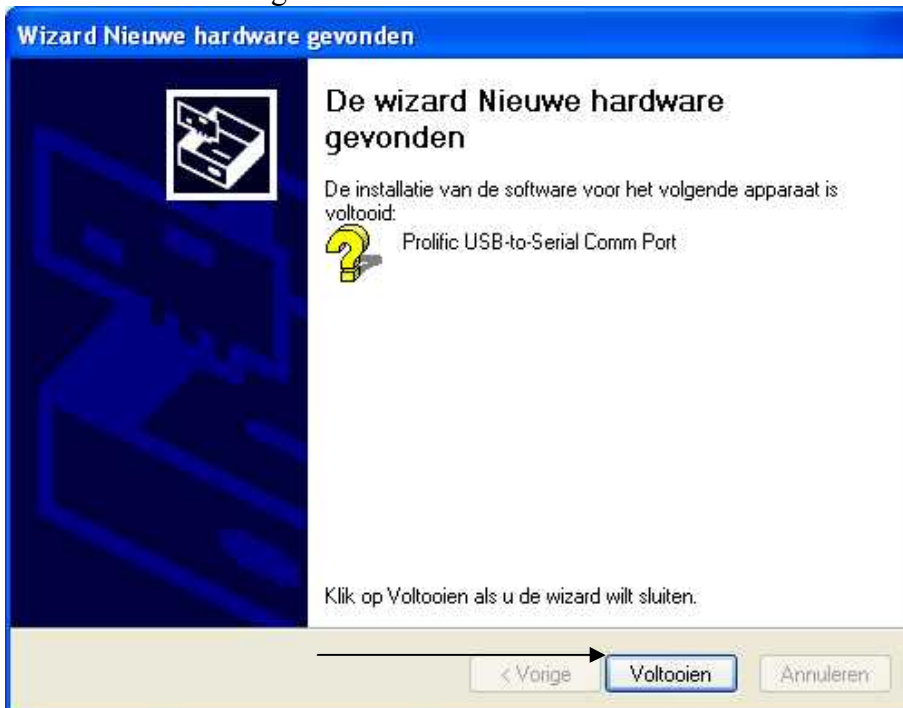 Wizard Nieuwe hardware gevonden
De wizard Nieuwe hardware
gevonden
De installatie van de software voor het volgende apparaat is
voltooid:
Prolific USB-to-Serial Comm Port
Klik op Voltooien als u de wizard wilt sluiten.
< Vorige Voltooien Annuleren